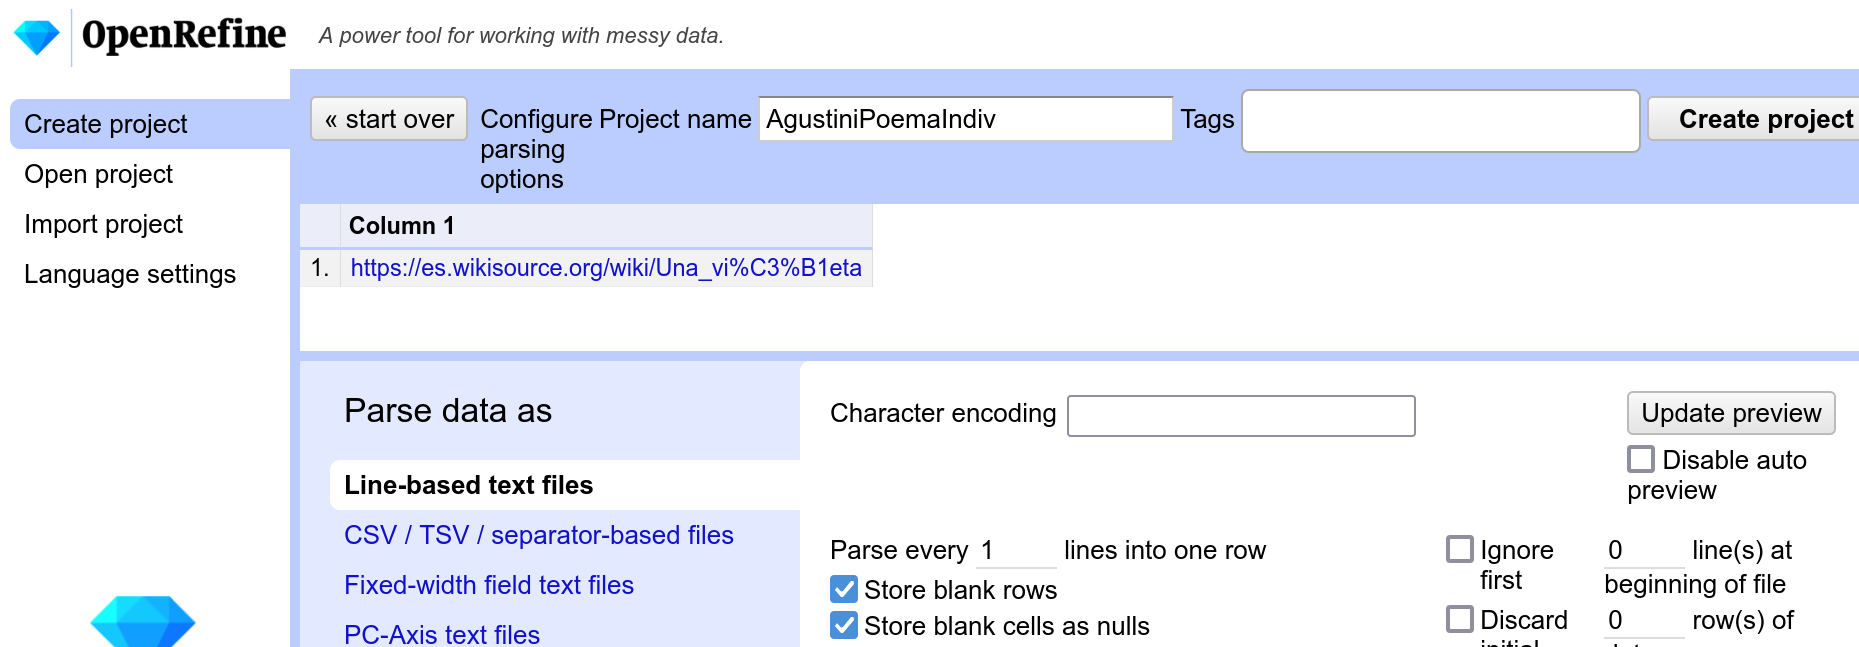 OpenRefine A power tool for working with messy data.
Create project
Open project
Import project
Language settings
« start over Configure parsing options Project name AgustiniPoemaIndiv Tags Create project
Column 1
1. https://es.wikisource.org/wiki/Una_vi%C3%B1eta
Parse data as
Line-based text files
CSV / TSV / separator-based files
Fixed-width field text files
PC-Axis text files
Character encoding
Update preview
Disable auto
preview
Parse every 1 lines into one row
Store blank rows
Store blank cells as nulls
Ignore first 0 line(s) at
beginning of file
Discard 0 row(s) of